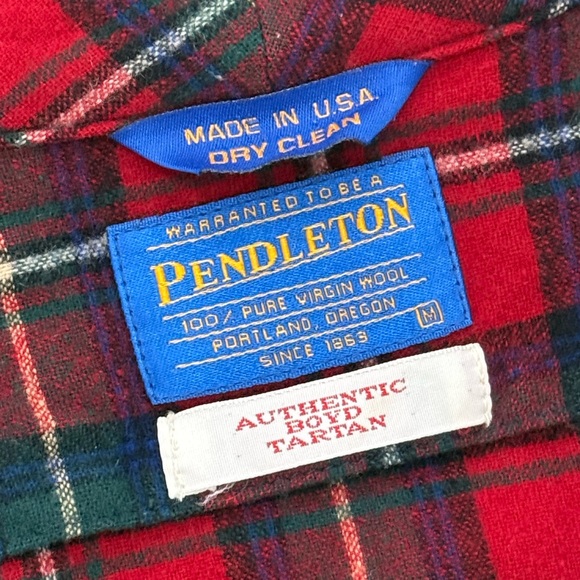 MADE IN U.S.A.
DRY CLEAN
WARRANTED TO BE A
PENDLETON
100% PURE VIRGIN WOOL
PORTLAND, OREGON
SINCE 1863
M
AUTHENTIC
BOYD
TARTAN